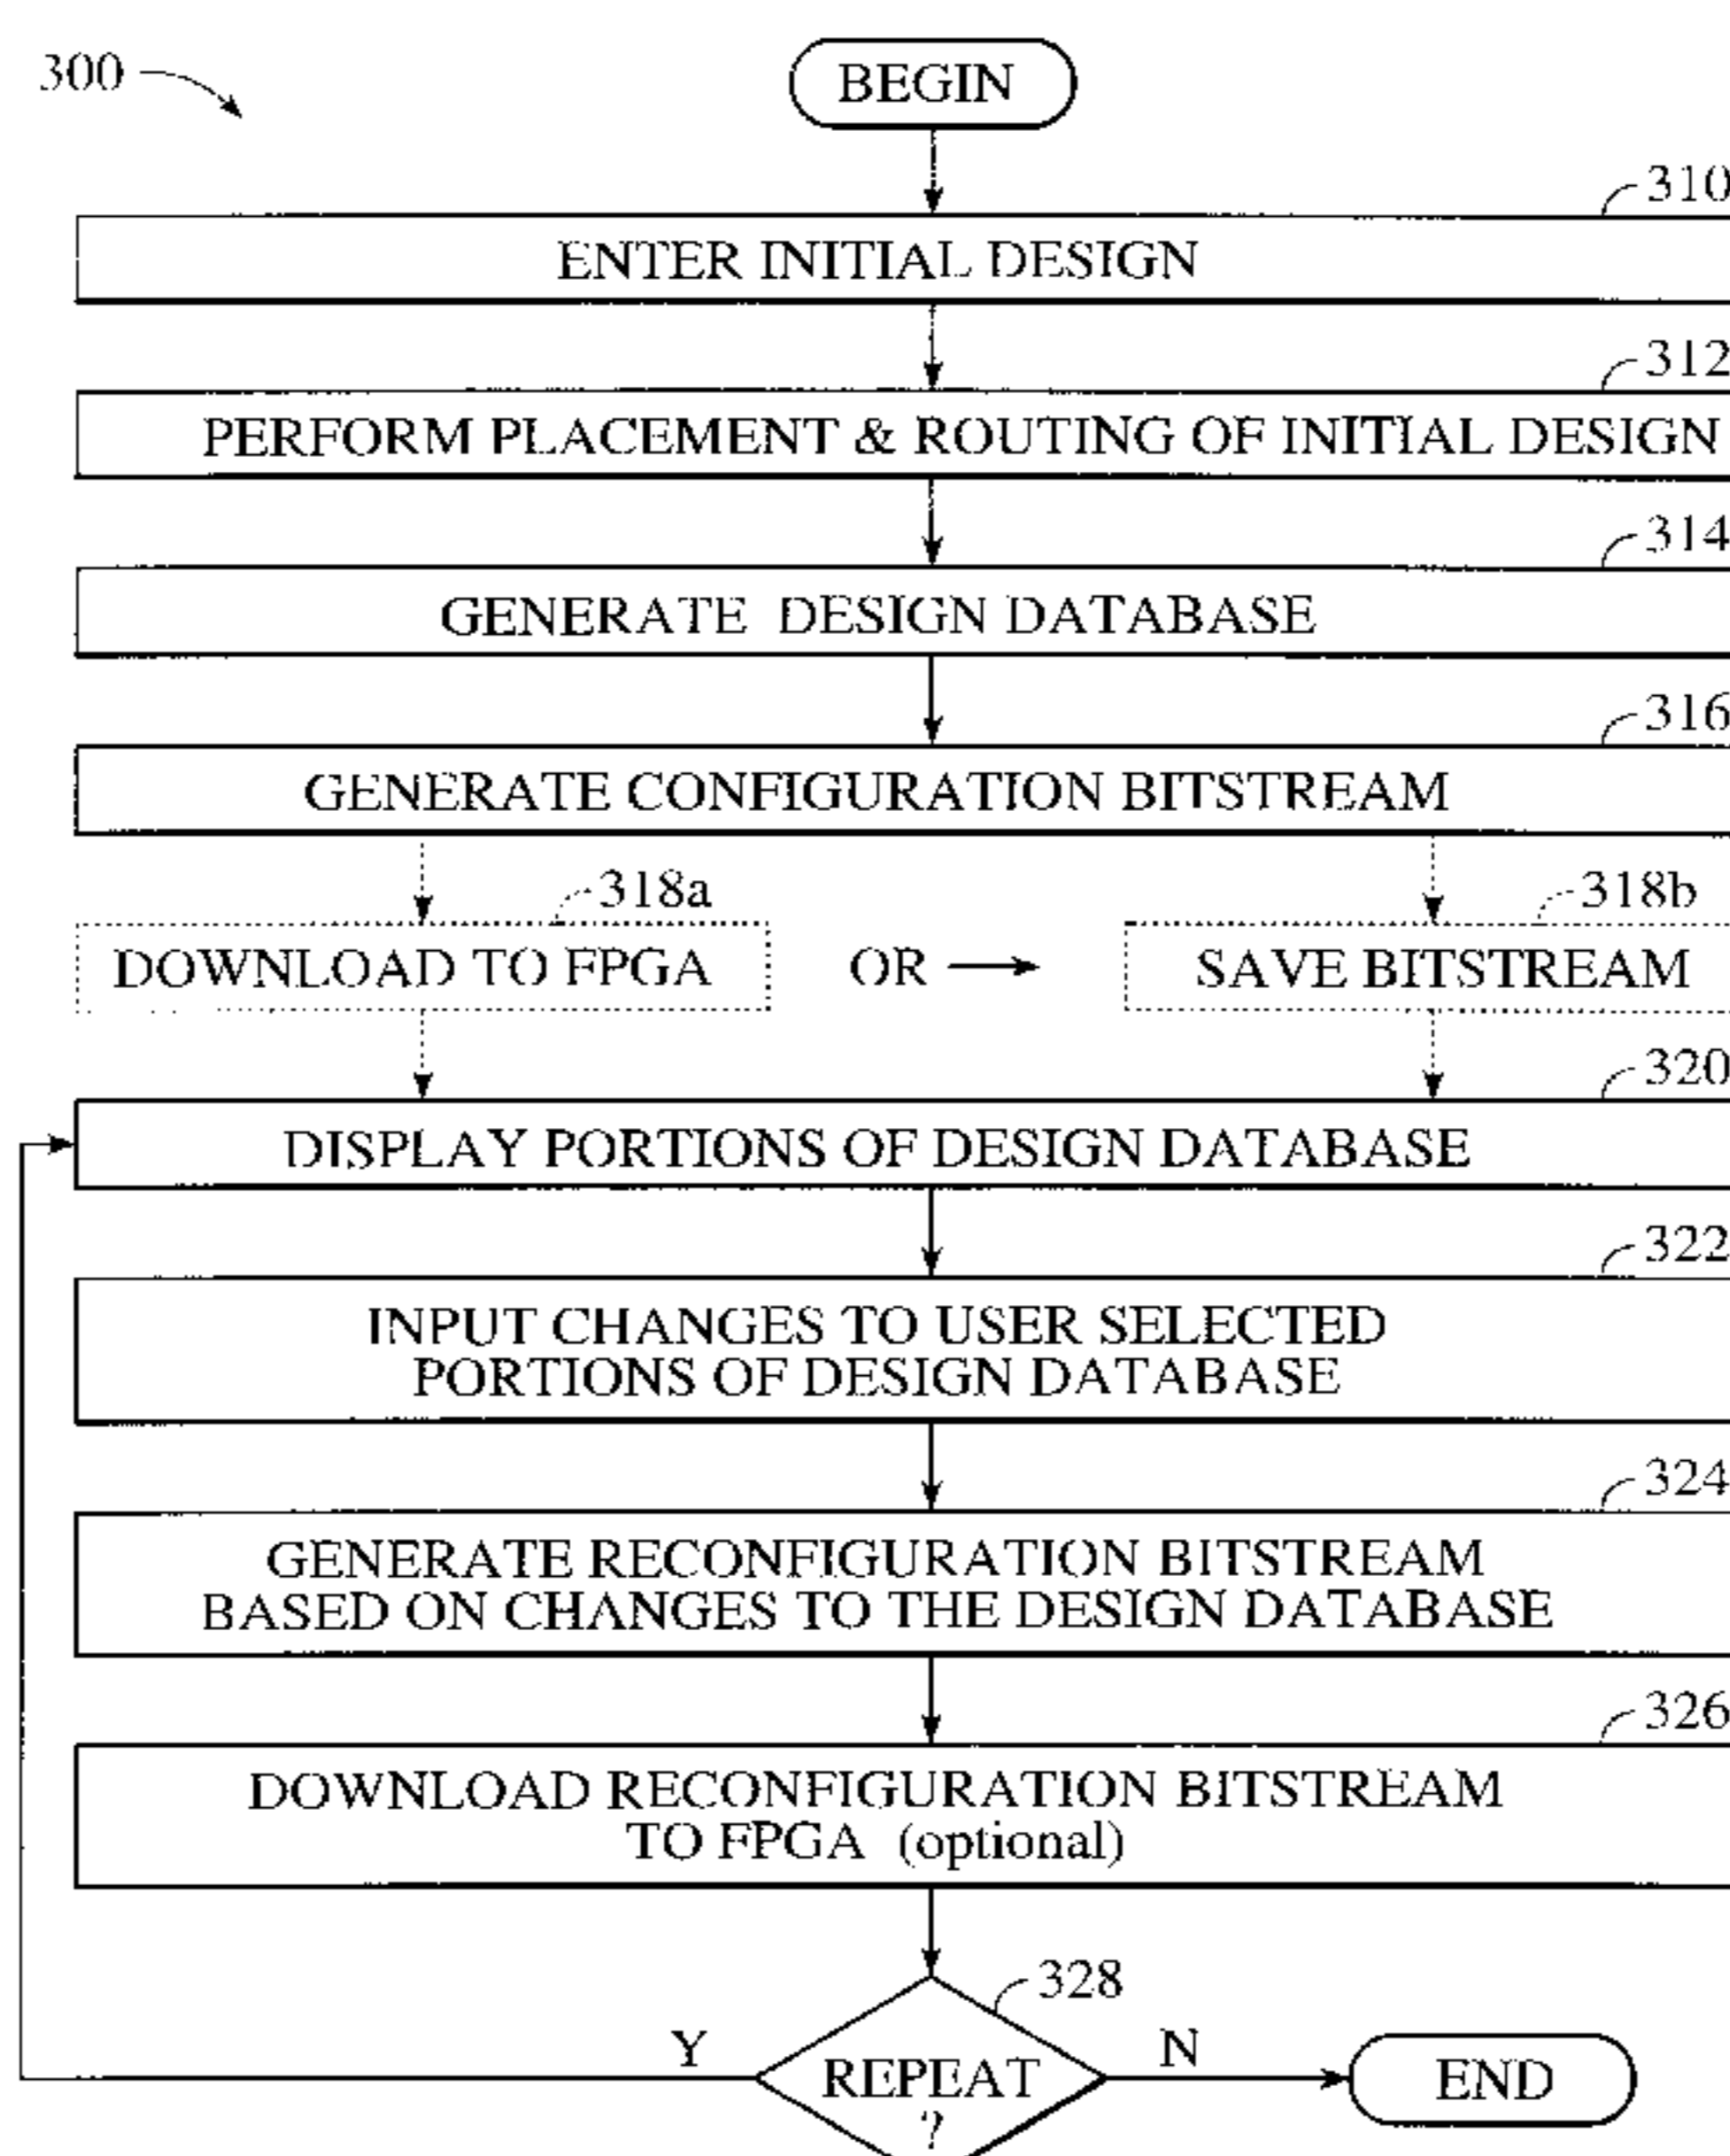 300
BEGIN
310
ENTER INITIAL DESIGN
312
PERFORM PLACEMENT & ROUTING OF INITIAL DESIGN
314
GENERATE DESIGN DATABASE
316
GENERATE CONFIGURATION BITSTREAM
318a
318b
DOWNLOAD TO FPGA OR SAVE BITSTREAM
320
DISPLAY PORTIONS OF DESIGN DATABASE
322
INPUT CHANGES TO USER SELECTED
PORTIONS OF DESIGN DATABASE
324
GENERATE RECONFIGURATION BITSTREAM
BASED ON CHANGES TO THE DESIGN DATABASE
326
DOWNLOAD RECONFIGURATION BITSTREAM
TO FPGA (optional)
328
Y
N
REPEAT
?
END